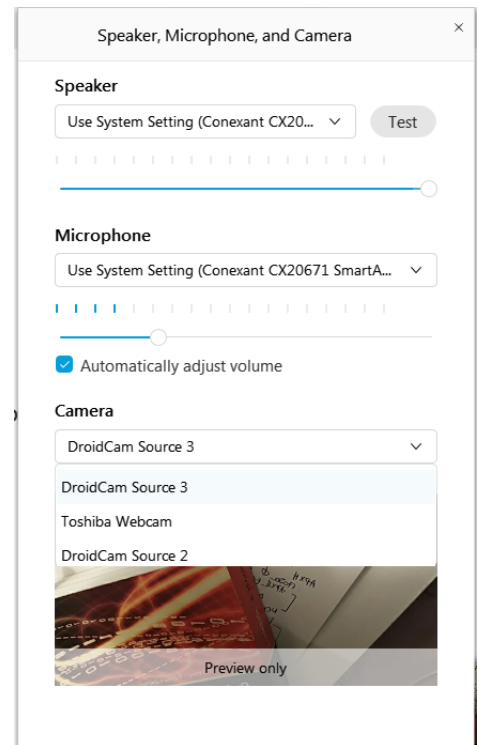 Speaker, Microphone, and Camera
Speaker
Use System Setting (Conexant CX20...
Test
Microphone
Use System Setting (Conexant CX20671 SmartA...
Automatically adjust volume
Camera
DroidCam Source 3
DroidCam Source 3
Toshiba Webcam
DroidCam Source 2
Preview only